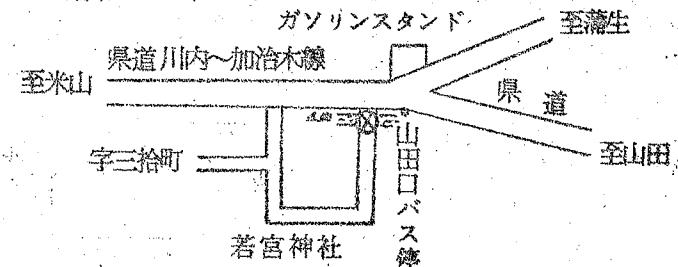 ガソリンスタンド
至蒲生
県道川内～加治木線
至米山
県道
至山田
字三拾町
山田口バス停
若宮神社